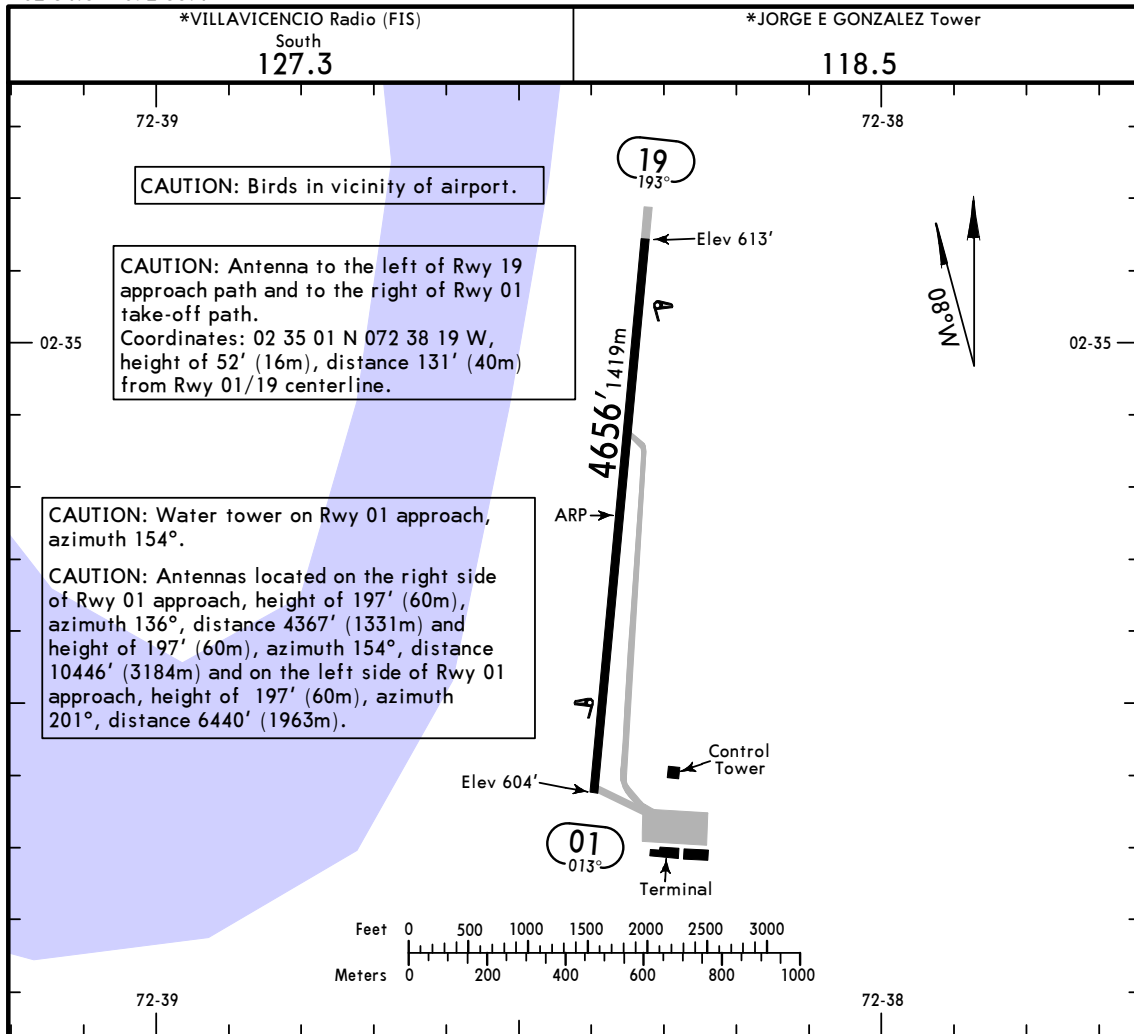 *VILLAVICENCIO Radio (FIS)
South
127.3
*JORGE E GONZALEZ Tower
118.5
72-39
72-38
19
193°
CAUTION: Birds in vicinity of airport.
Elev 613'
CAUTION: Antenna to the left of Rwy 19
approach path and to the right of Rwy 01
take-off path.
Coordinates: 02 35 01 N 072 38 19 W,
height of 52' (16m), distance 131' (40m)
from Rwy 01/19 centerline.
08°W
02-35
02-35
4656' 1419m
ARP
CAUTION: Water tower on Rwy 01 approach,
azimuth 154°.
CAUTION: Antennas located on the right side
of Rwy 01 approach, height of 197' (60m),
azimuth 136°, distance 4367' (1331m) and
height of 197' (60m), azimuth 154°, distance
10446' (3184m) and on the left side of Rwy 01
approach, height of 197' (60m), azimuth
201°, distance 6440' (1963m).
Control
Tower
Elev 604'
01
013°
Terminal
Feet 0 500 1000 1500 2000 2500 3000
Meters 0 200 400 600 800 1000
72-39
72-38